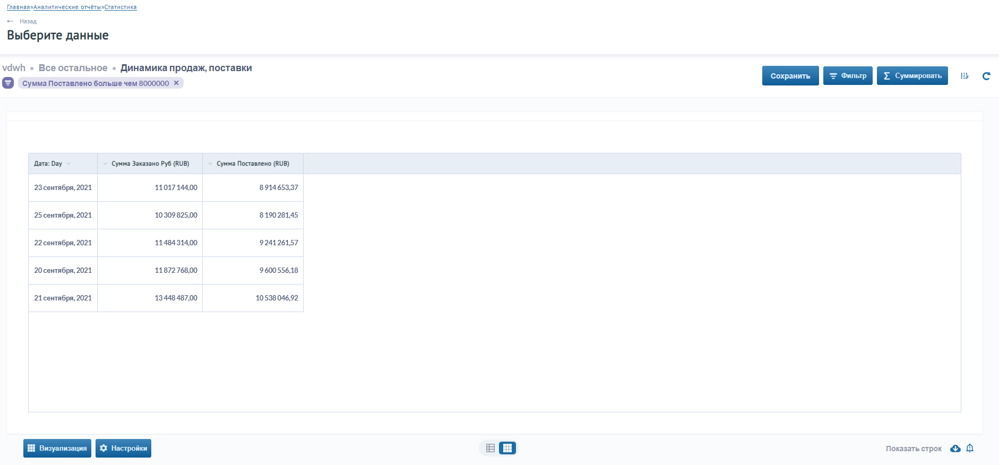 Главная»Аналитические отчёты»Статистика
← Назад
Выберите данные
vdwh • Все остальное • Динамика продаж, поставки
Сумма Поставлено больше чем 8000000 ×
Сохранить
Фильтр
Суммировать
Дата: Day Сумма Заказано Руб (RUB) Сумма Поставлено (RUB)
23 сентября, 2021 11 017 144,00 8 914 653,37
25 сентября, 2021 10 309 825,00 8 190 281,45
22 сентября, 2021 11 484 314,00 9 241 261,57
20 сентября, 2021 11 872 768,00 9 600 556,18
21 сентября, 2021 13 448 487,00 10 538 046,92
Визуализация
Настройки
Показать строк